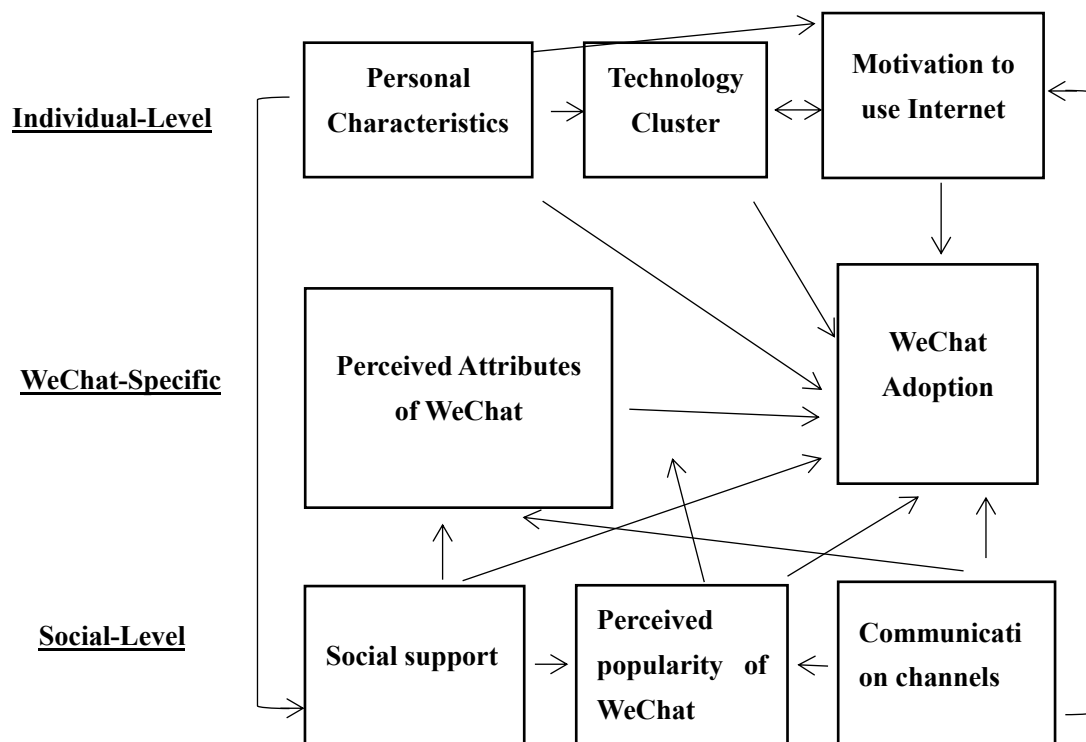 Individual-Level
Personal
Characteristics
Technology
Cluster
Motivation to
use Internet
WeChat-Specific
Perceived Attributes
of WeChat
WeChat
Adoption
Social-Level
Social support
Perceived
popularity of
WeChat
Communicati
on channels